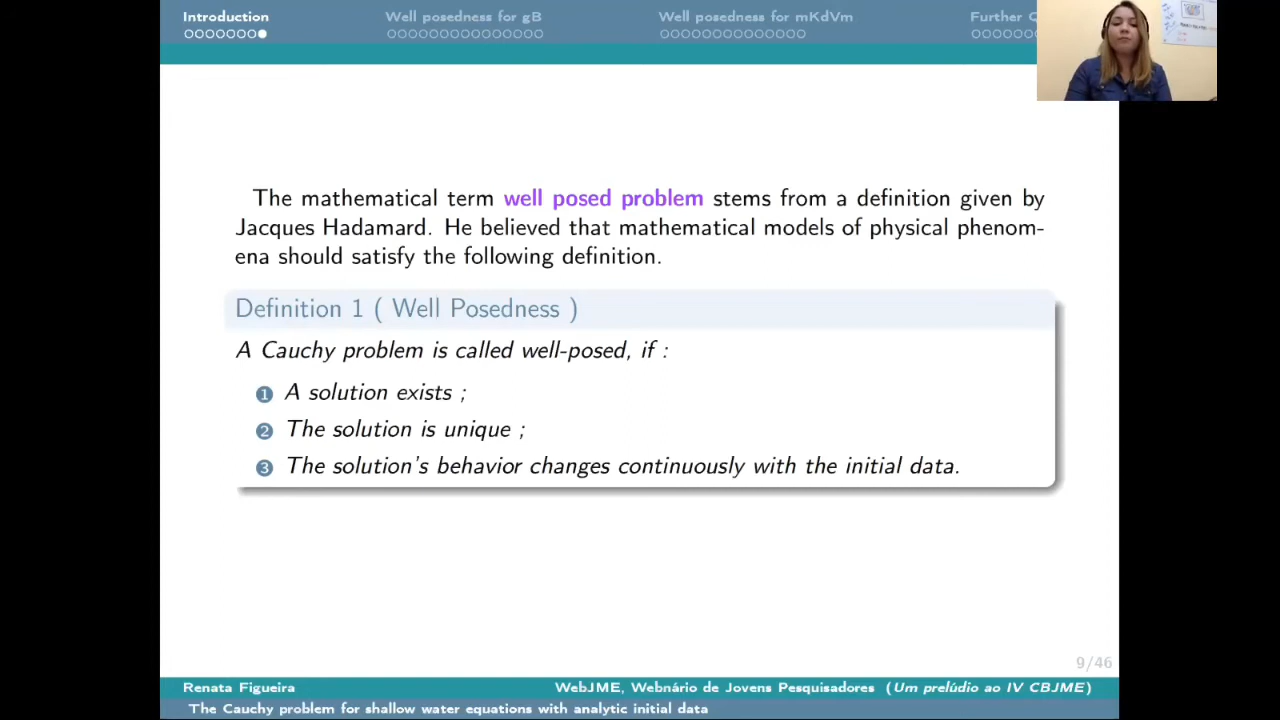 Introduction
Well posedness for gB
Well posedness for mKdVm
Further
The mathematical term well posed problem stems from a definition given by
Jacques Hadamard. He believed that mathematical models of physical phenom-
ena should satisfy the following definition.
Definition 1 ( Well Posedness )
A Cauchy problem is called well-posed, if :
1 A solution exists ;
2 The solution is unique ;
3 The solution's behavior changes continuously with the initial data.
9/46
Renata Figueira
WebJME, Webnário de Jovens Pesquisadores (Um prelúdio ao IV CBJME)
The Cauchy problem for shallow water equations with analytic initial data